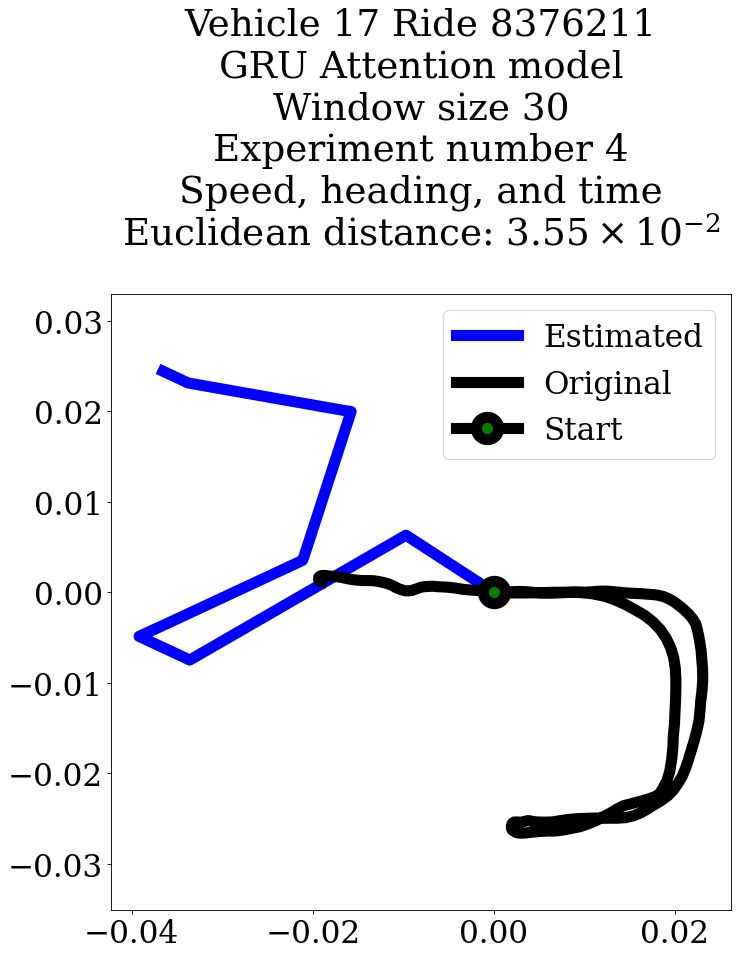 Vehicle 17 Ride 8376211
GRU Attention model
Window size 30
Experiment number 4
Speed, heading, and time
Euclidean distance: 3.55 × 10⁻²
Estimated
Original
Start
0.03
0.02
0.01
0.00
−0.01
−0.02
−0.03
−0.04
−0.02
0.00
0.02